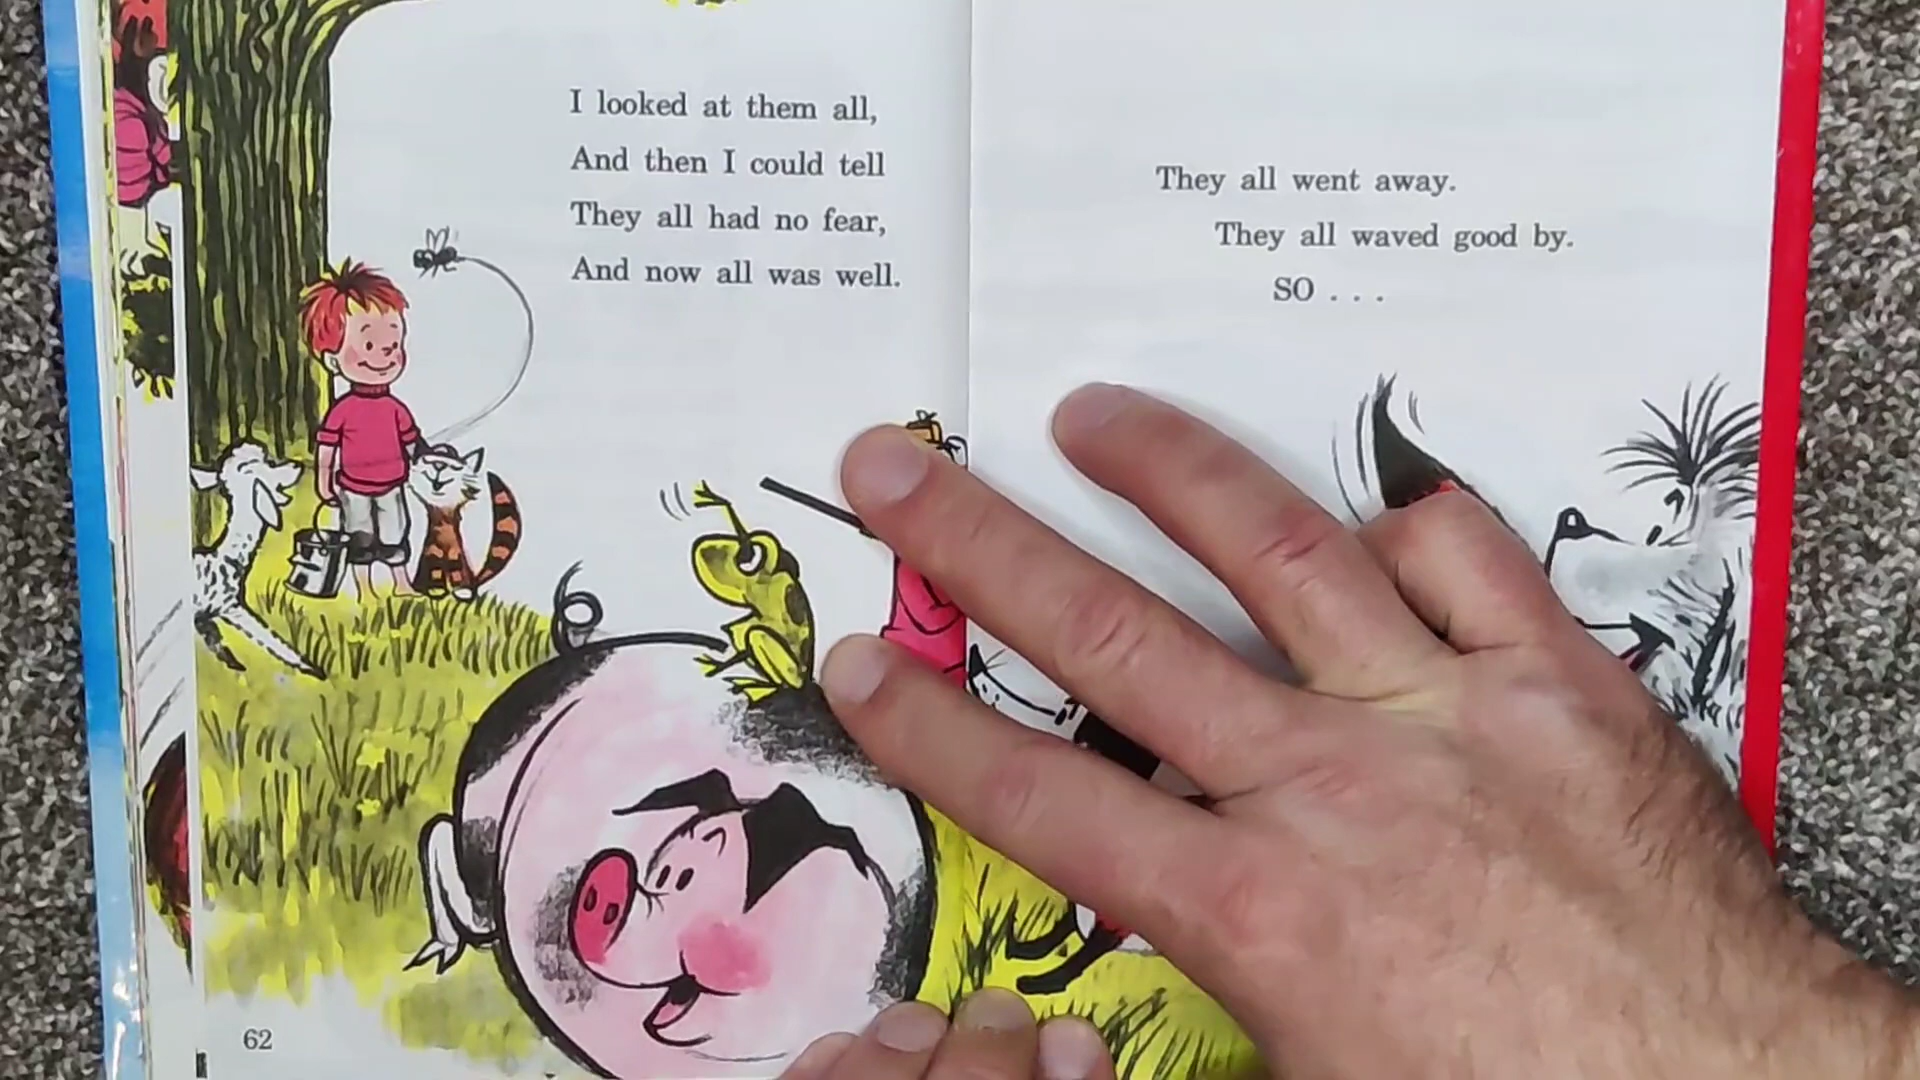 I looked at them all,
And then I could tell
They all had no fear,
And now all was well.
62
They all went away.
They all waved good by.
SO . . .